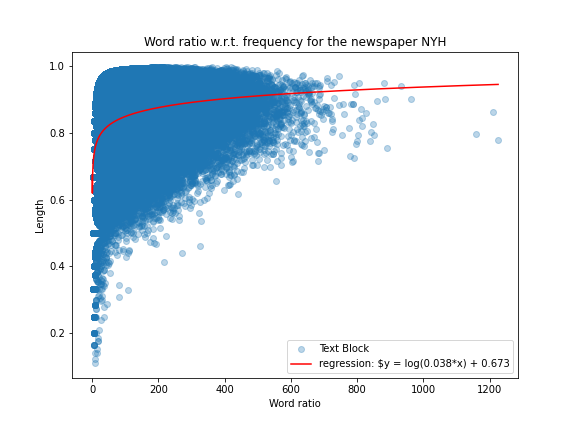 Word ratio w.r.t. frequency for the newspaper NYH
1.0
0.8
0.6
0.4
0.2
Length
0 200 400 600 800 1000 1200
Word ratio
Text Block
regression: $y = log(0.038*x) + 0.673